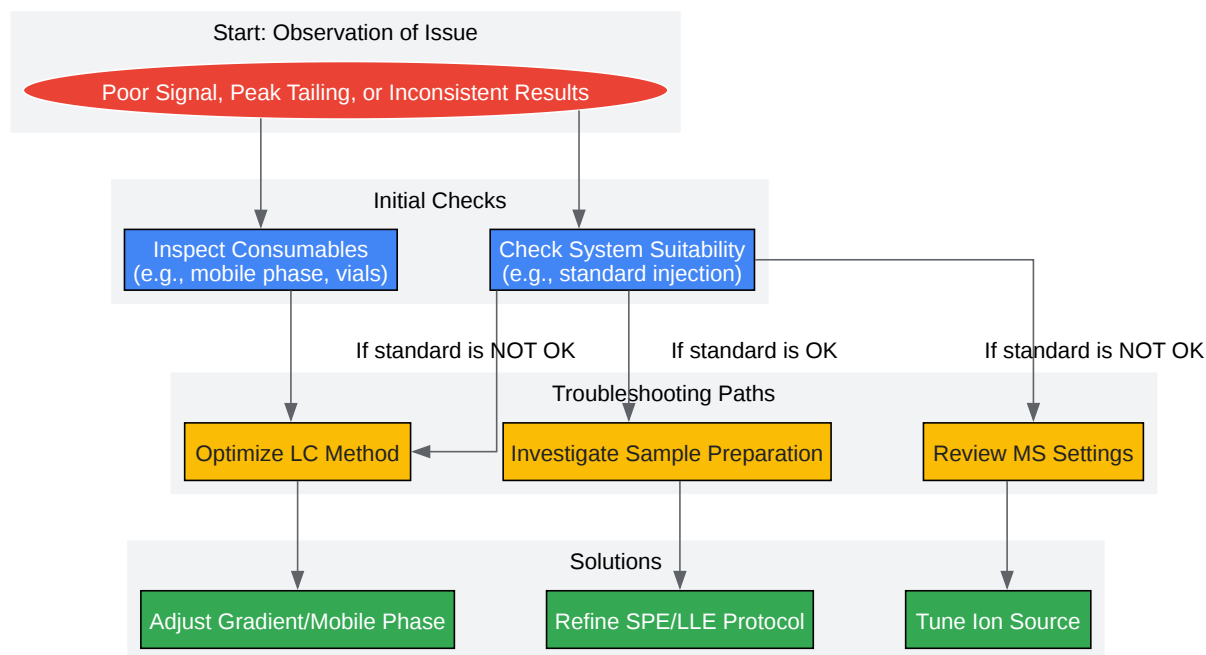 Start: Observation of Issue
Poor Signal, Peak Tailing, or Inconsistent Results
Initial Checks
Inspect Consumables
(e.g., mobile phase, vials)
Check System Suitability
(e.g., standard injection)
If standard is NOT OK
If standard is OK
If standard is NOT OK
Troubleshooting Paths
Optimize LC Method
Investigate Sample Preparation
Review MS Settings
Solutions
Adjust Gradient/Mobile Phase
Refine SPE/LLE Protocol
Tune Ion Source